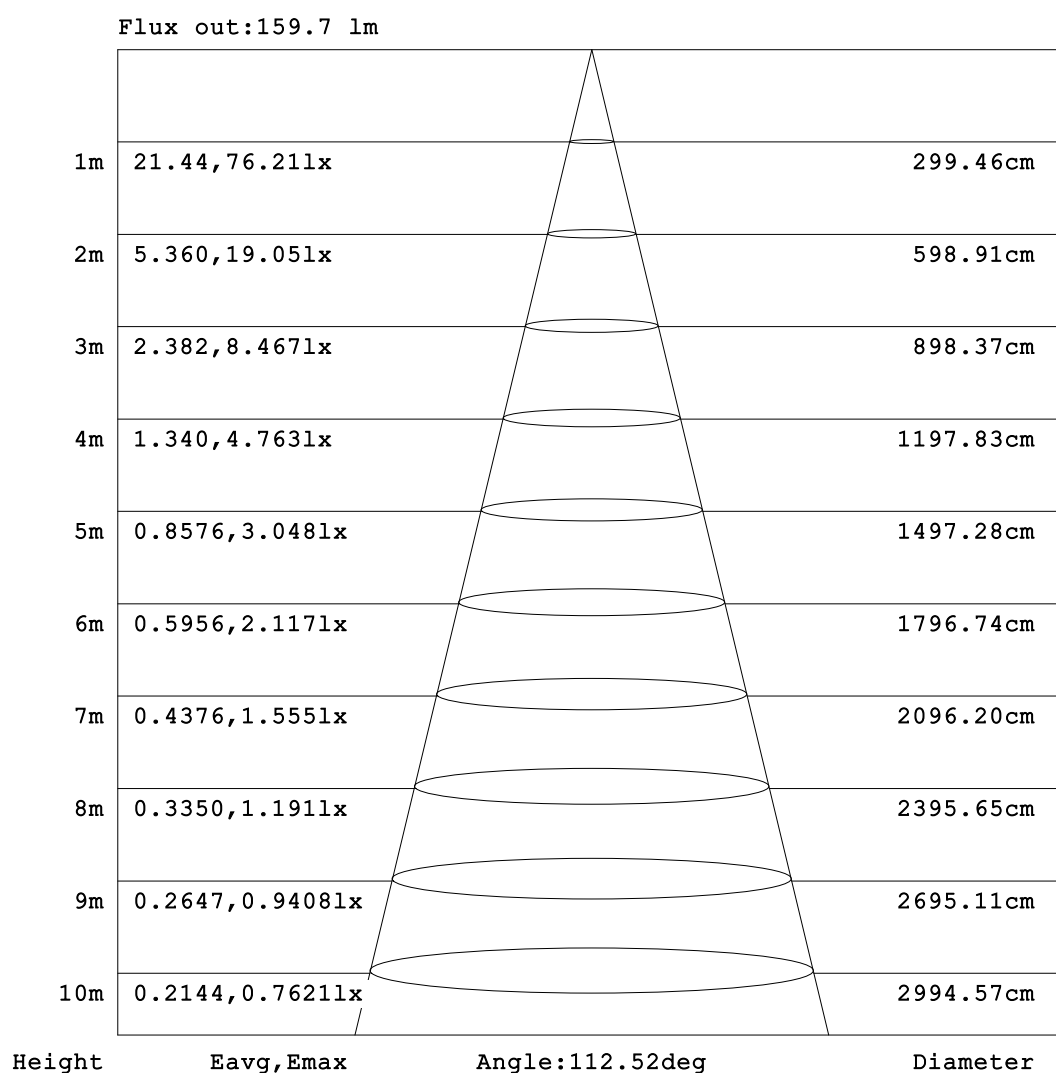 Flux out:159.7 lm
1m 21.44,76.21lx 299.46cm
2m 5.360,19.05lx 598.91cm
3m 2.382,8.467lx 898.37cm
4m 1.340,4.763lx 1197.83cm
5m 0.8576,3.048lx 1497.28cm
6m 0.5956,2.117lx 1796.74cm
7m 0.4376,1.555lx 2096.20cm
8m 0.3350,1.191lx 2395.65cm
9m 0.2647,0.9408lx 2695.11cm
10m 0.2144,0.7621lx 2994.57cm
Height Eavg,Emax Angle:112.52deg Diameter